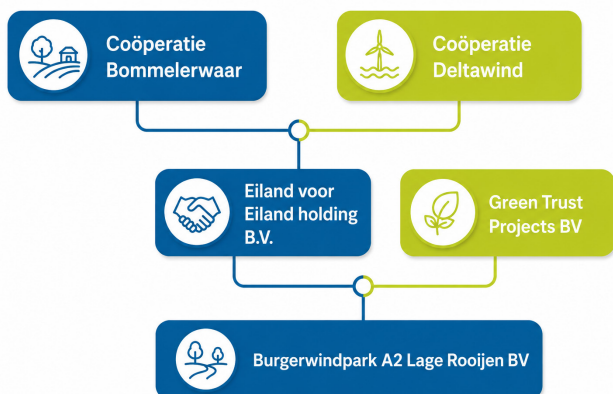 Coöperatie
Bommelerwaar
Coöperatie
Deltawind
Eiland voor
Eiland holding
B.V.
Green Trust
Projects BV
Burgerwindpark A2 Lage Rooijen BV